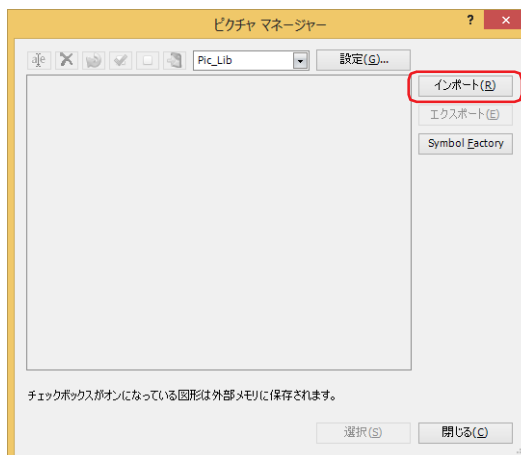 ピクチャ マネージャー
?
Pic_Lib
設定(G)...
インポート(R)
エクスポート(E)
Symbol Factory
チェックボックスがオンになっている図形は外部メモリに保存されます。
選択(S)
閉じる(C)